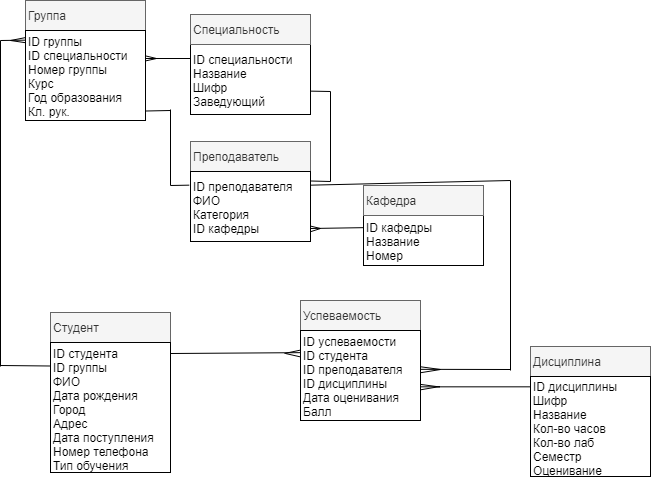 Группа
ID группы
ID специальности
Номер группы
Курс
Год образования
Кл. рук.
Специальность
ID специальности
Название
Шифр
Заведующий
Преподаватель
ID преподавателя
ФИО
Категория
ID кафедры
Кафедра
ID кафедры
Название
Номер
Студент
ID студента
ID группы
ФИО
Дата рождения
Город
Адрес
Дата поступления
Номер телефона
Тип обучения
Успеваемость
ID успеваемости
ID студента
ID преподавателя
ID дисциплины
Дата оценивания
Балл
Дисциплина
ID дисциплины
Шифр
Название
Кол-во часов
Кол-во лаб
Семестр
Оценивание